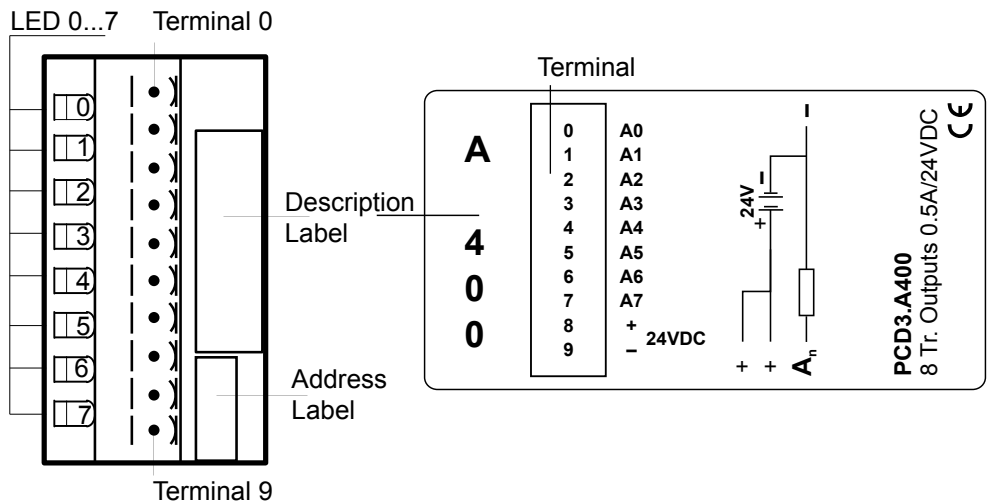 LED 0...7
Terminal 0
0
1
2
3
4
5
6
7
Description
Label
Address
Label
Terminal 9
Terminal
A
4
0
0
0 A0
1 A1
2 A2
3 A3
4 A4
5 A5
6 A6
7 A7
8 +
9 –
24VDC
24V
–
+
–
+ + An
PCD3.A400
8 Tr. Outputs 0.5A/24VDC
CE